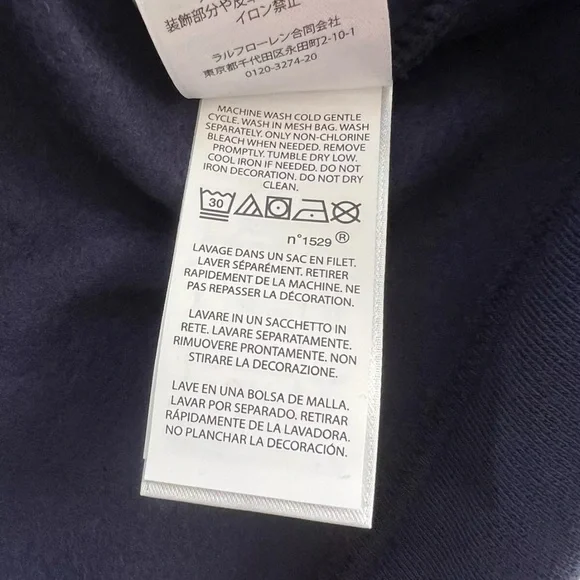 装飾部分や皮
イロン禁止
ラルフローレン合同会社
東京都千代田区永田町2-10-1
0120-3274-20
MACHINE WASH COLD GENTLE
CYCLE. WASH IN MESH BAG. WASH
SEPARATELY. ONLY NON-CHLORINE
BLEACH WHEN NEEDED. REMOVE
PROMPTLY. TUMBLE DRY LOW.
COOL IRON IF NEEDED. DO NOT
IRON DECORATION. DO NOT DRY
CLEAN.
30
n°1529 ®
LAVAGE DANS UN SAC EN FILET.
LAVER SÉPARÉMENT. RETIRER
RAPIDEMENT DE LA MACHINE. NE
PAS REPASSER LA DÉCORATION.
LAVARE IN UN SACCHETTO IN
RETE. LAVARE SEPARATAMENTE.
RIMUOVERE PRONTAMENTE. NON
STIRARE LA DECORAZIONE.
LAVE EN UNA BOLSA DE MALLA.
LAVAR POR SEPARADO. RETIRAR
RÁPIDAMENTE DE LA LAVADORA.
NO PLANCHAR LA DECORACIÓN.